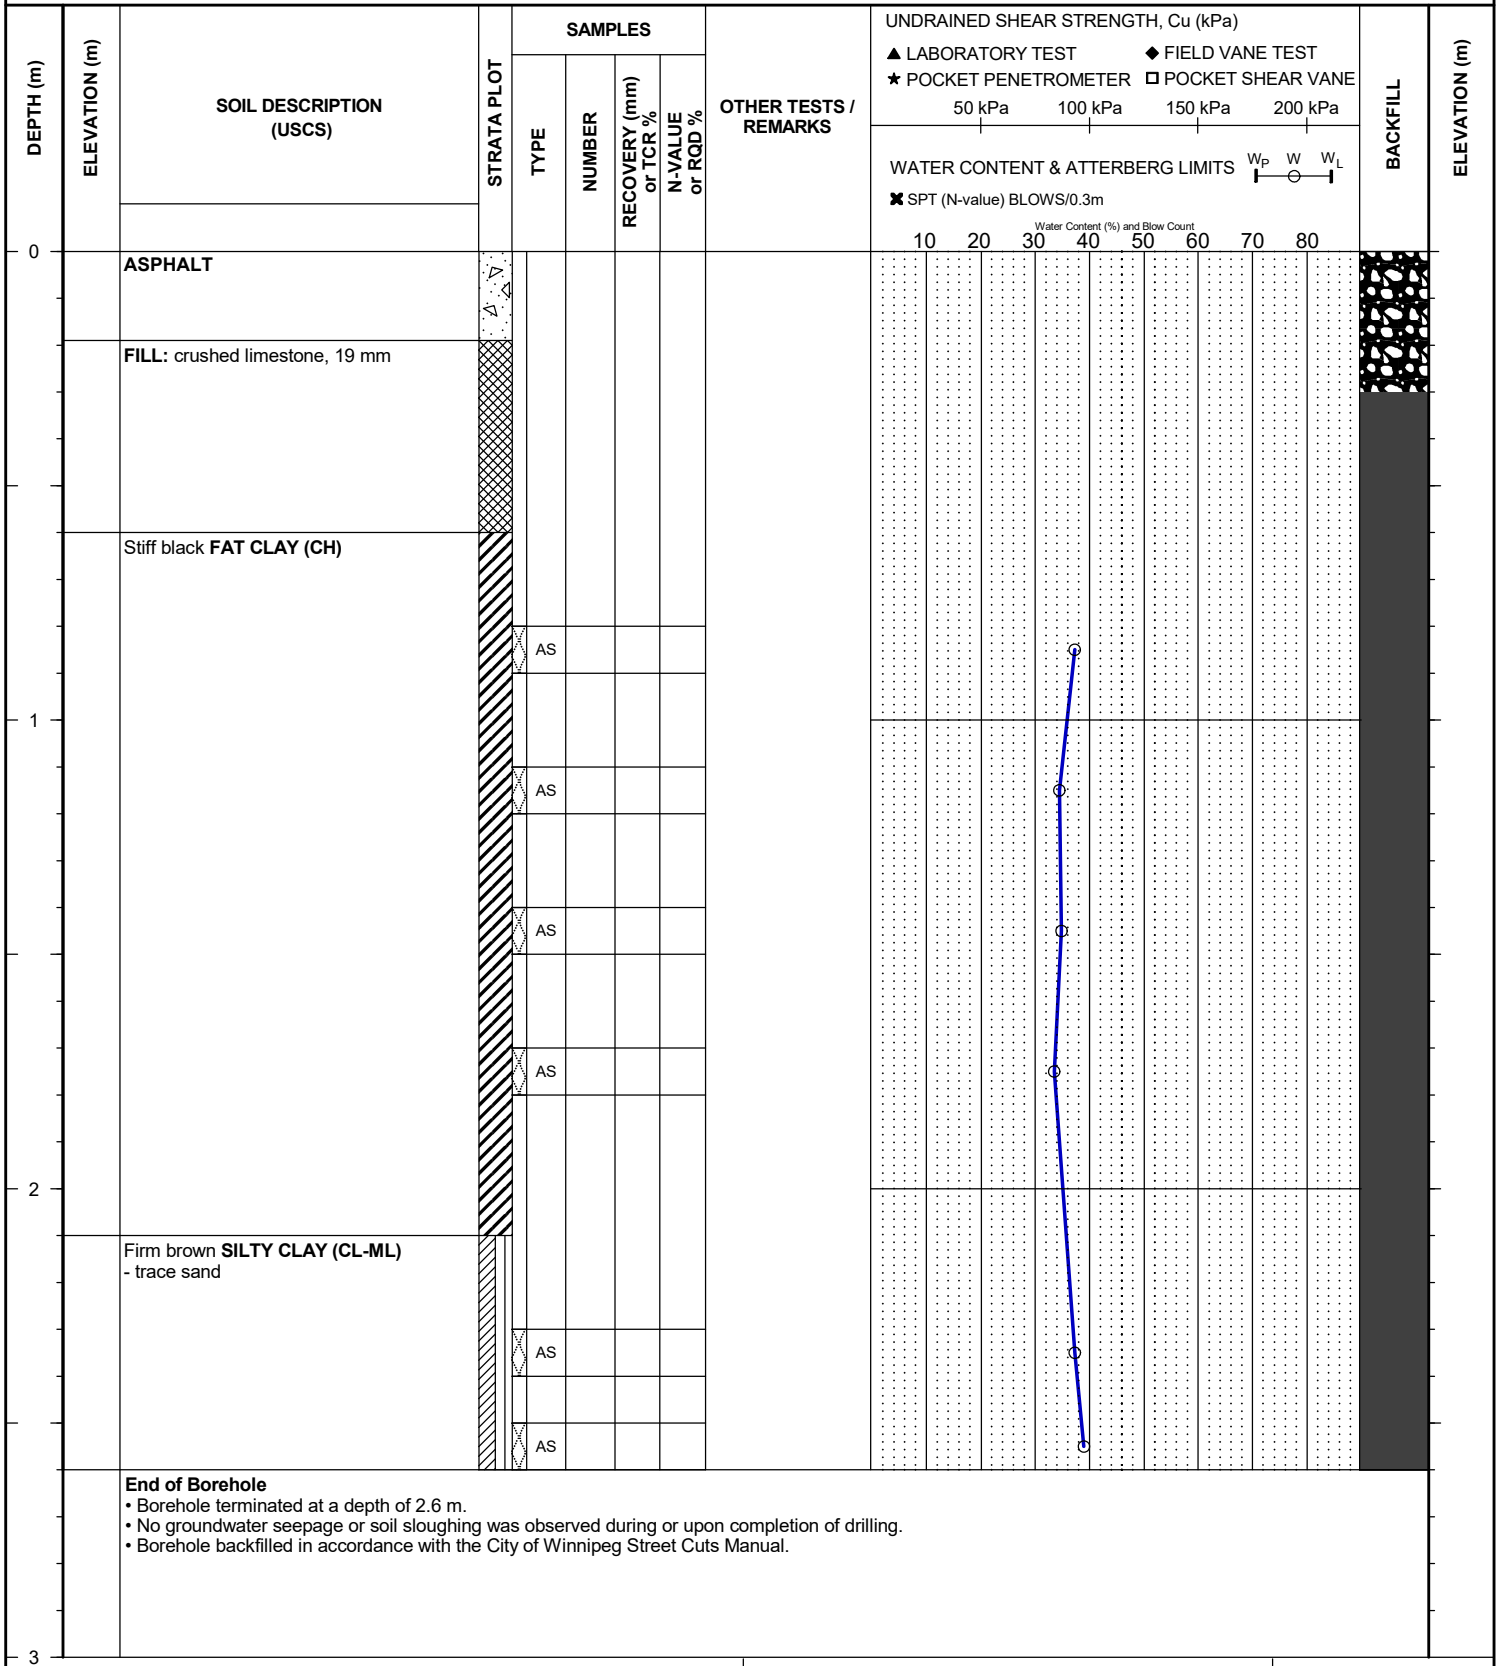 DEPTH (m)
ELEVATION (m)
SOIL DESCRIPTION
(USCS)
STRATA PLOT
SAMPLES
TYPE
NUMBER
RECOVERY (mm)
or TCR %
N-VALUE
or RQD %
OTHER TESTS /
REMARKS
UNDRAINED SHEAR STRENGTH, Cu (kPa)
▲ LABORATORY TEST ◆ FIELD VANE TEST
★ POCKET PENETROMETER □ POCKET SHEAR VANE
50 kPa 100 kPa 150 kPa 200 kPa
WATER CONTENT & ATTERBERG LIMITS WP W WL
✖ SPT (N-value) BLOWS/0.3m
Water Content (%) and Blow Count
10 20 30 40 50 60 70 80
BACKFILL
ELEVATION (m)
0
ASPHALT
FILL: crushed limestone, 19 mm
Stiff black FAT CLAY (CH)
AS
1
AS
AS
AS
2
Firm brown SILTY CLAY (CL-ML)
- trace sand
AS
AS
End of Borehole
• Borehole terminated at a depth of 2.6 m.
• No groundwater seepage or soil sloughing was observed during or upon completion of drilling.
• Borehole backfilled in accordance with the City of Winnipeg Street Cuts Manual.
3